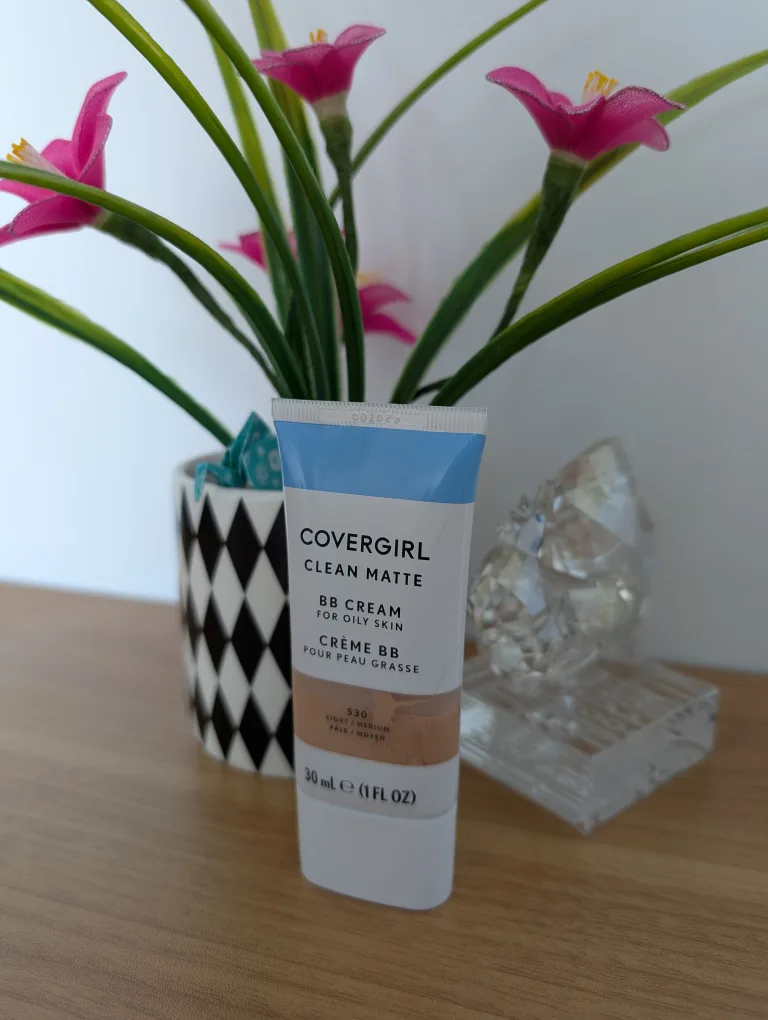 COVERGIRL
CLEAN MATTE
BB CREAM
FOR OILY SKIN
CRÈME BB
POUR PEAU GRASSE
530
LIGHT / MEDIUM
PÂLE / MOYEN
30 mL ℮ (1 FL OZ)